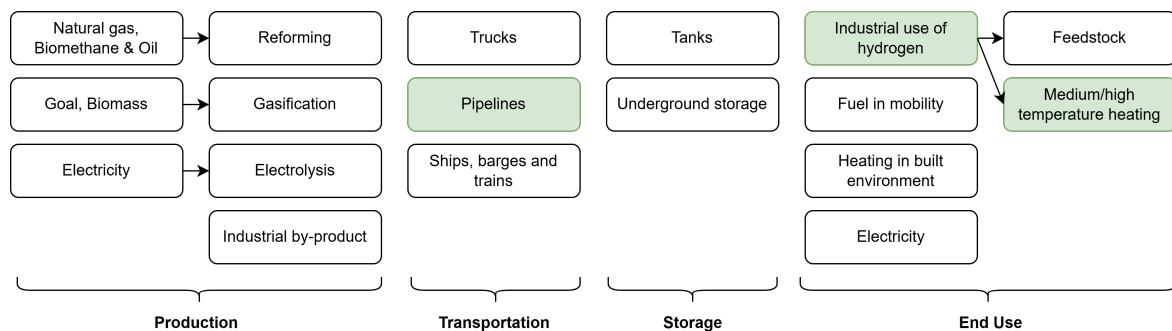 Natural gas,
Biomethane & Oil
Reforming
Goal, Biomass
Gasification
Electricity
Electrolysis
Industrial by-product
Production
Trucks
Pipelines
Ships, barges and
trains
Transportation
Tanks
Underground storage
Storage
Industrial use of
hydrogen
Feedstock
Medium/high
temperature heating
Fuel in mobility
Heating in built
environment
Electricity
End Use